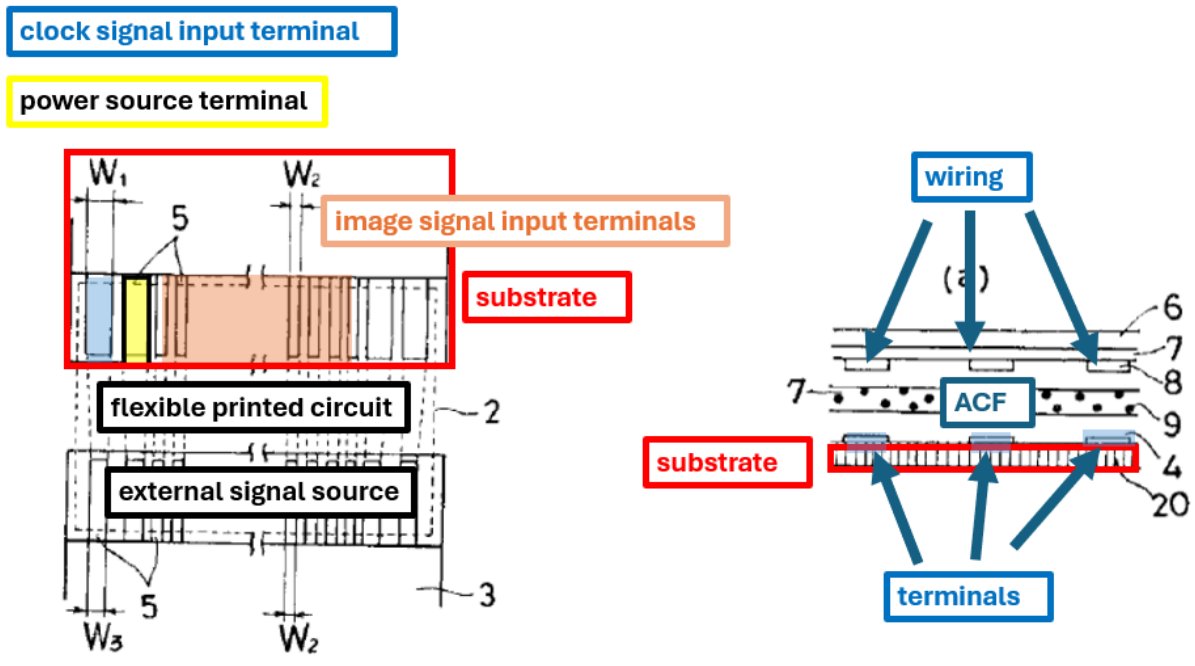 clock signal input terminal
power source terminal
W1
W2
5
image signal input terminals
substrate
flexible printed circuit
2
external signal source
3
5
W3
W2
wiring
(a)
6
7
8
7
ACF
9
substrate
4
20
terminals